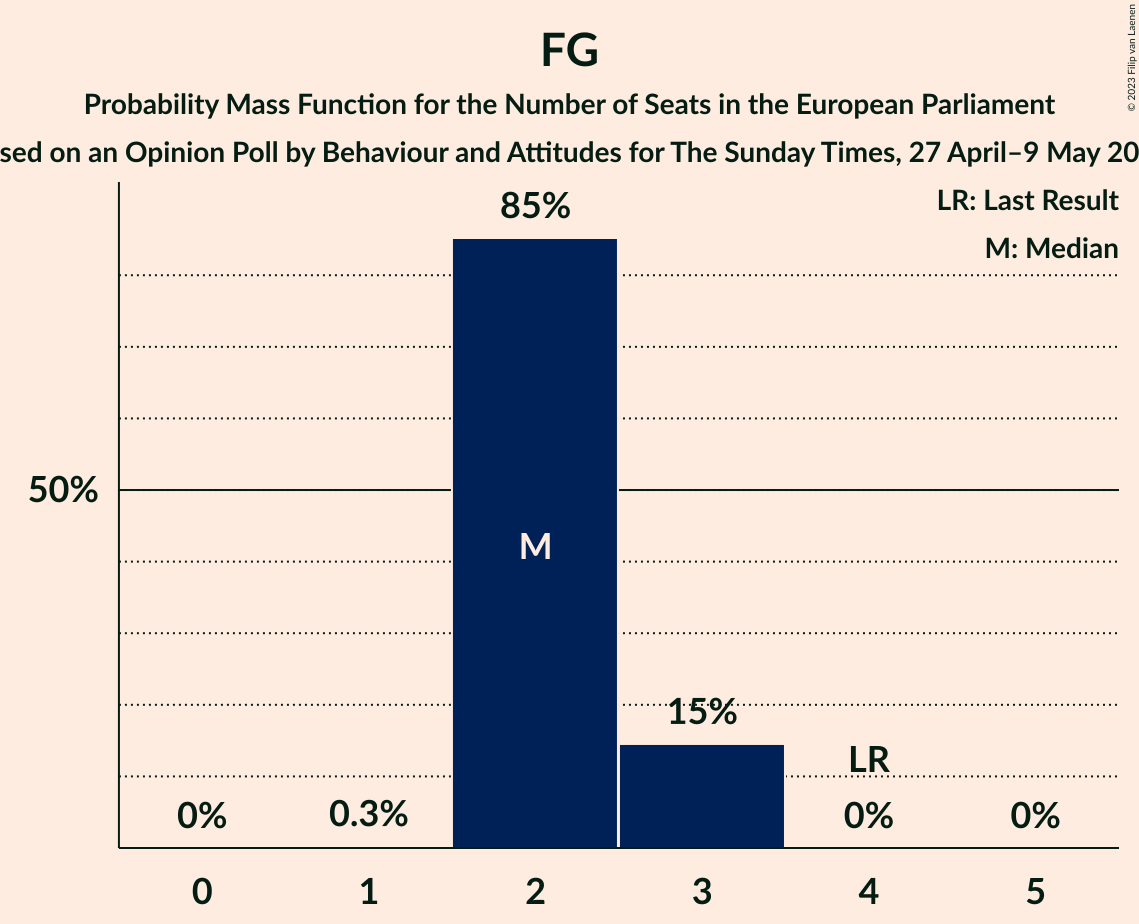 FG
Probability Mass Function for the Number of Seats in the European Parliament
sed on an Opinion Poll by Behaviour and Attitudes for The Sunday Times, 27 April–9 May 20
© 2023 Filip van Laenen
LR: Last Result
M: Median
85%
50%
M
15%
LR
0%
0.3%
0%
0%
0
1
2
3
4
5